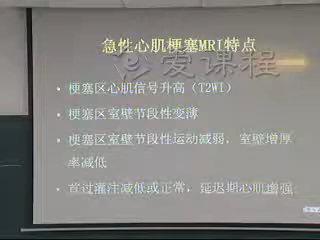 急性心肌梗塞MRI特点
爱课程
• 梗塞区心肌信号升高（T2WI）
• 梗塞区室壁节段性变薄
• 梗塞区室壁节段性运动减弱，室壁增厚
率减低
• 首过灌注减低或正常，延迟期心肌增强